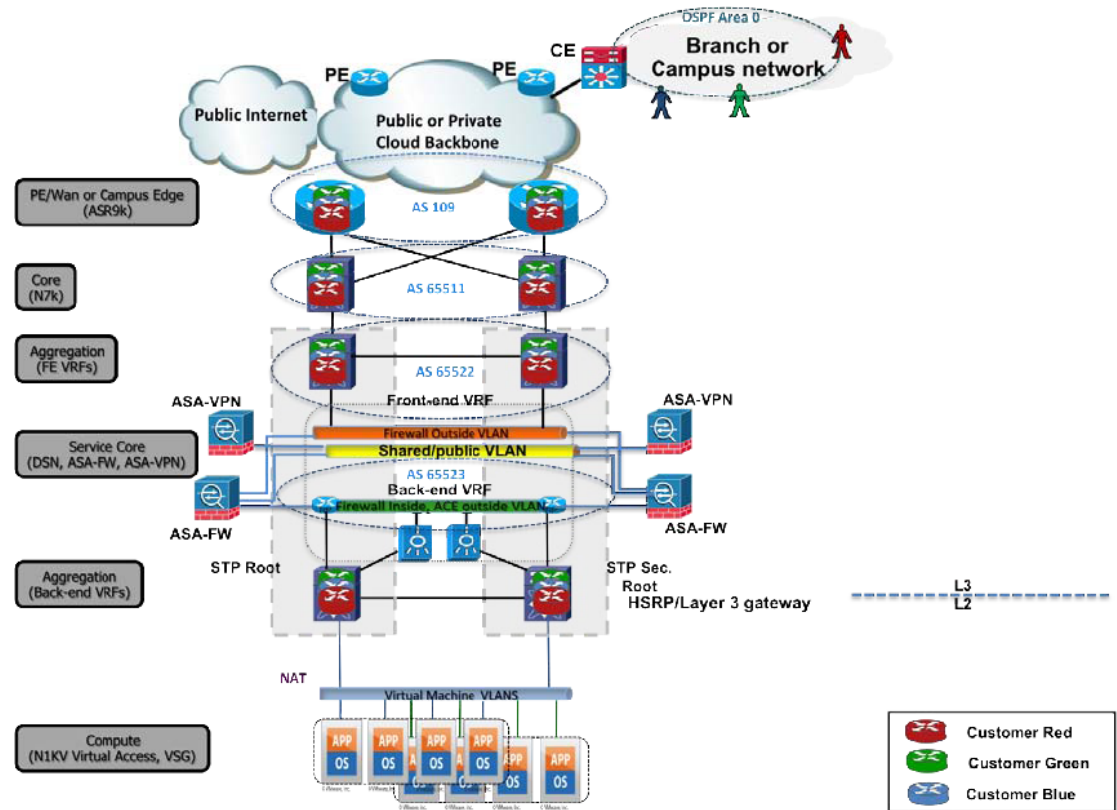 OSPF Area 0
Branch or
Campus network
CE
PE
PE
Public Internet
Public or Private
Cloud Backbone
PE/Wan or Campus Edge
(ASR9k)
AS 109
Core
(N7k)
AS 65511
Aggregation
(FE VRFs)
AS 65522
Front-end VRF
ASA-VPN
ASA-VPN
Firewall Outside VLAN
Service Core
(DSN, ASA-FW, ASA-VPN)
Shared/public VLAN
AS 65523
Back-end VRF
Firewall Inside, ACE outside VLAN
ASA-FW
ASA-FW
STP Root
STP Sec.
Root
Aggregation
(Back-end VRFs)
HSRP/Layer 3 gateway
L3
L2
NAT
Virtual Machine VLANS
Compute
(N1KV Virtual Access, VSG)
APP
OS
APP
OS
APP
OS
APP
OS
APP
OS
APP
OS
APP
OS
APP
OS
Customer Red
Customer Green
Customer Blue